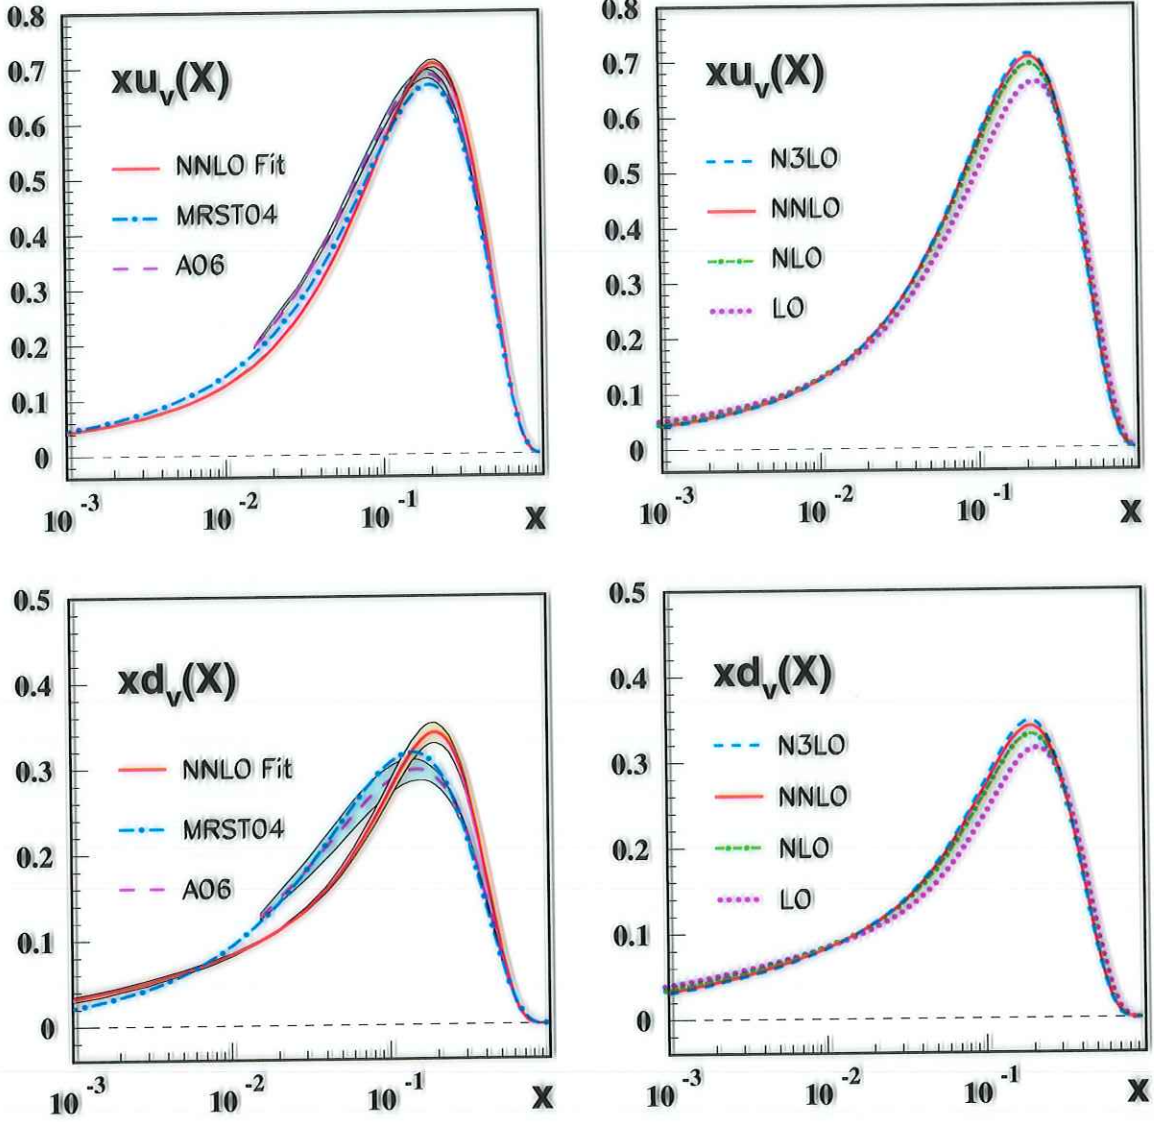 0.8
0.7
0.6
0.5
0.4
0.3
0.2
0.1
0
xu_v(X)
NNLO Fit
MRST04
A06
10^-3
10^-2
10^-1
X
0.8
0.7
0.6
0.5
0.4
0.3
0.2
0.1
0
xu_v(X)
N3LO
NNLO
NLO
LO
10^-3
10^-2
10^-1
X
0.5
0.4
0.3
0.2
0.1
0
xd_v(X)
NNLO Fit
MRST04
A06
10^-3
10^-2
10^-1
X
0.5
0.4
0.3
0.2
0.1
0
xd_v(X)
N3LO
NNLO
NLO
LO
10^-3
10^-2
10^-1
X